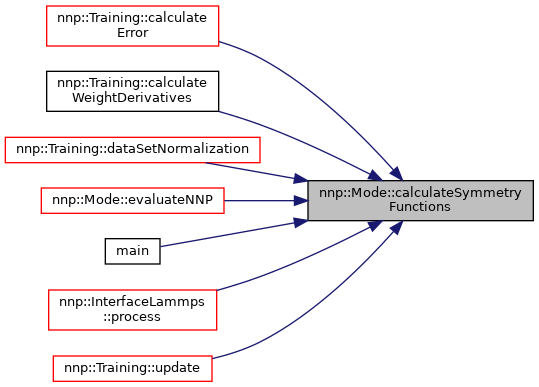 nnp::Training::calculate
Error
nnp::Training::calculate
WeightDerivatives
nnp::Training::dataSetNormalization
nnp::Mode::evaluateNNP
main
nnp::InterfaceLammps
::process
nnp::Training::update
nnp::Mode::calculateSymmetry
Functions